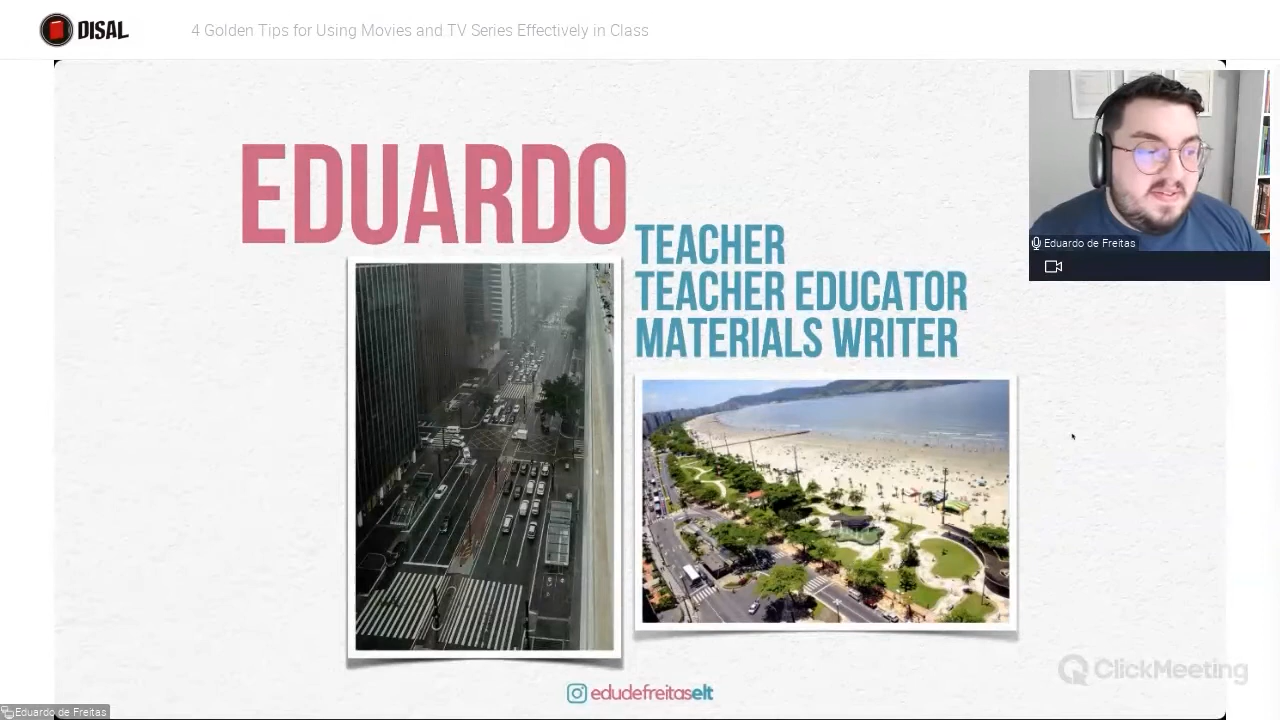 DISAL
4 Golden Tips for Using Movies and TV Series Effectively in Class
EDUARDO
TEACHER
TEACHER EDUCATOR
MATERIALS WRITER
Eduardo de Freitas
edudefreitaselt
ClickMeeting
Eduardo de Freitas